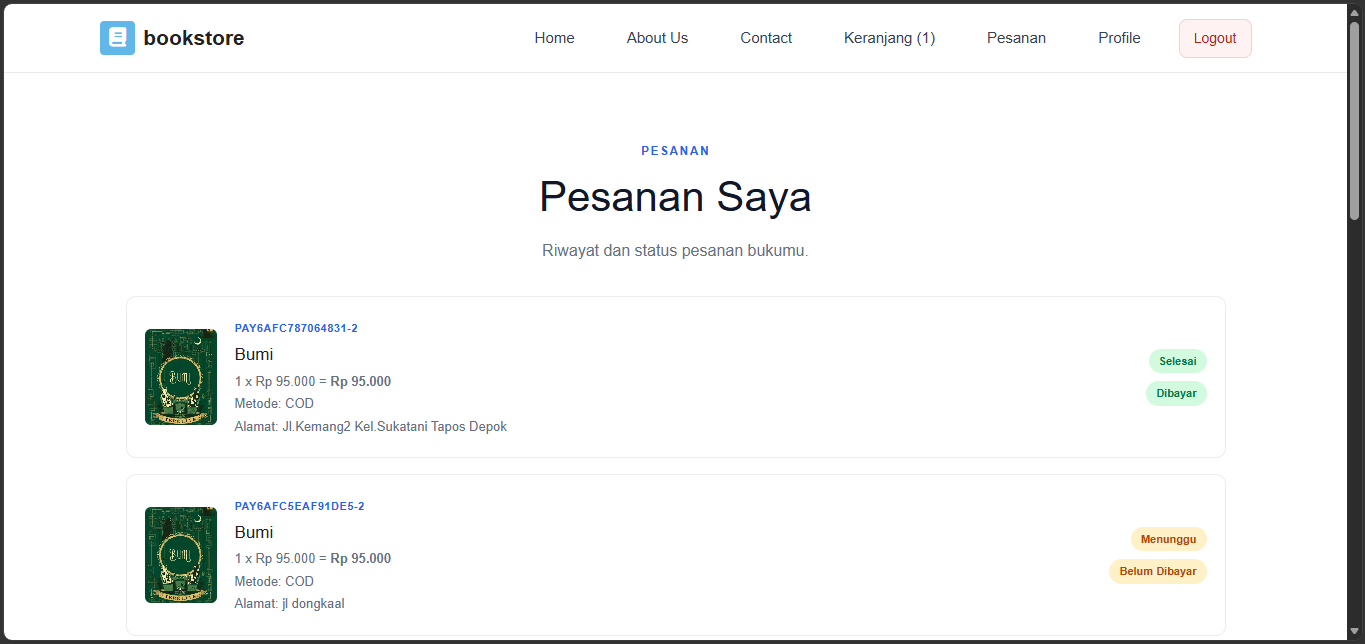 bookstore
Home About Us Contact Keranjang (1) Pesanan Profile Logout
PESANAN
Pesanan Saya
Riwayat dan status pesanan bukumu.
PAY6AFC787064831-2
Bumi
1 x Rp 95.000 = Rp 95.000
Metode: COD
Alamat: Jl.Kemang2 Kel.Sukatani Tapos Depok
Selesai
Dibayar
BUMI
PAY6AFC5EAF91DE5-2
Bumi
1 x Rp 95.000 = Rp 95.000
Metode: COD
Alamat: jl dongkaal
Menunggu
Belum Dibayar
BUMI